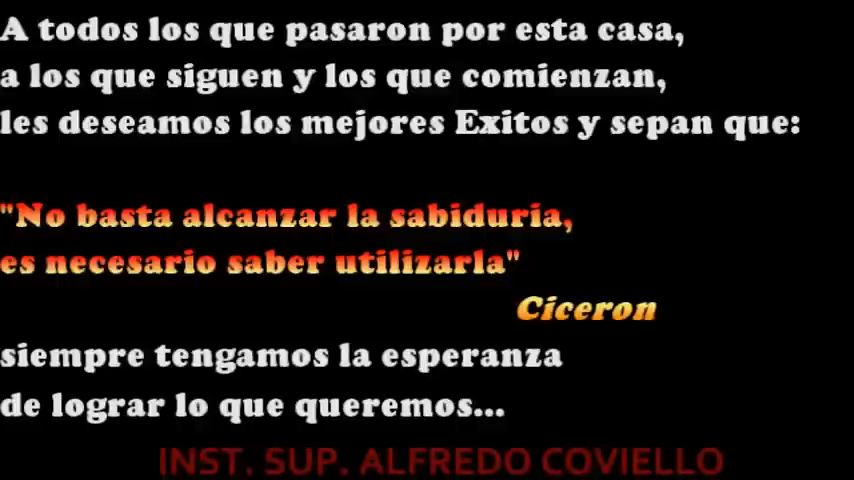 A todos los que pasaron por esta casa,
a los que siguen y los que comienzan,
les deseamos los mejores Exitos y sepan que:
"No basta alcanzar la sabiduria,
es necesario saber utilizarla"
Ciceron
siempre tengamos la esperanza
de lograr lo que queremos...
INST. SUP. ALFREDO COVIELLO